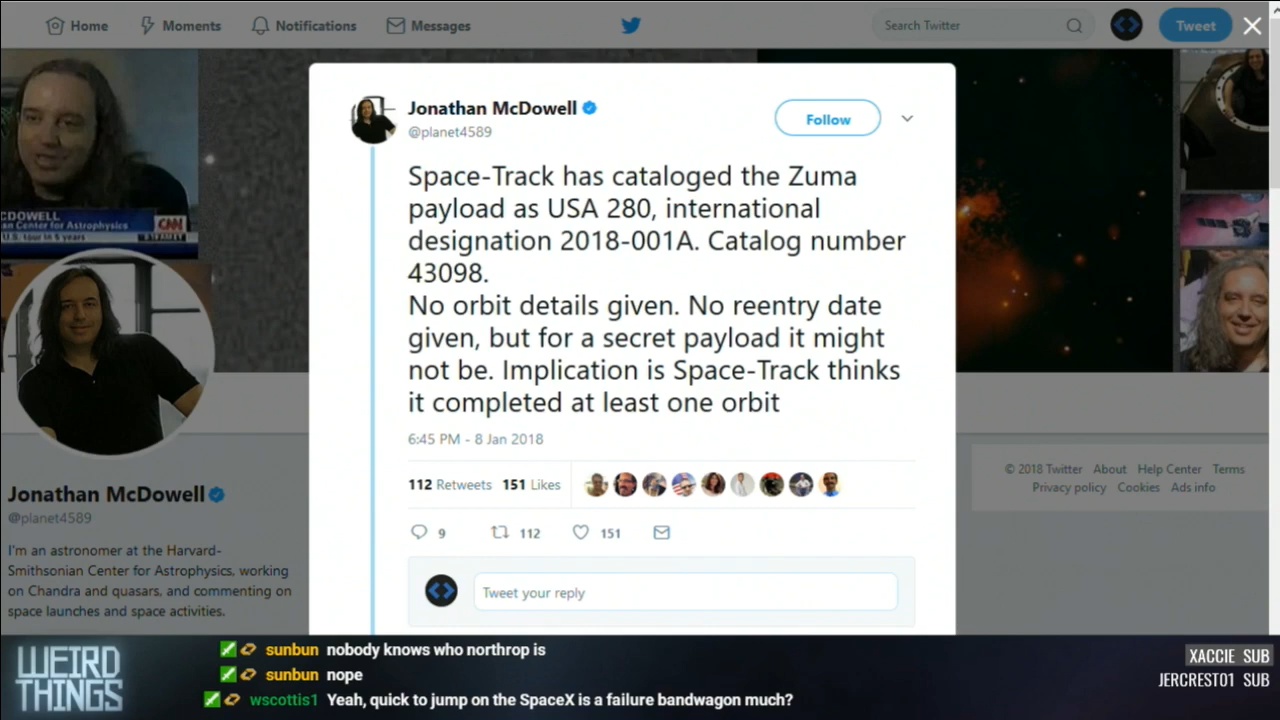 Home Moments Notifications Messages Search Twitter Tweet
Jonathan McDowell
@planet4589
Follow
Space-Track has cataloged the Zuma
payload as USA 280, international
designation 2018-001A. Catalog number
43098.
No orbit details given. No reentry date
given, but for a secret payload it might
not be. Implication is Space-Track thinks
it completed at least one orbit
6:45 PM - 8 Jan 2018
112 Retweets 151 Likes
9 112 151
Tweet your reply
CDOWELL
an Center for Astrophysics
CNN
U.S. tour in 6 years
Jonathan McDowell
@planet4589
I'm an astronomer at the Harvard-
Smithsonian Center for Astrophysics, working
on Chandra and quasars, and commenting on
space launches and space activities.
© 2018 Twitter About Help Center Terms
Privacy policy Cookies Ads info
WEIRD
THINGS
sunbun nobody knows who northrop is
sunbun nope
wscottis1 Yeah, quick to jump on the SpaceX is a failure bandwagon much?
XACCIE SUB
JERCREST01 SUB